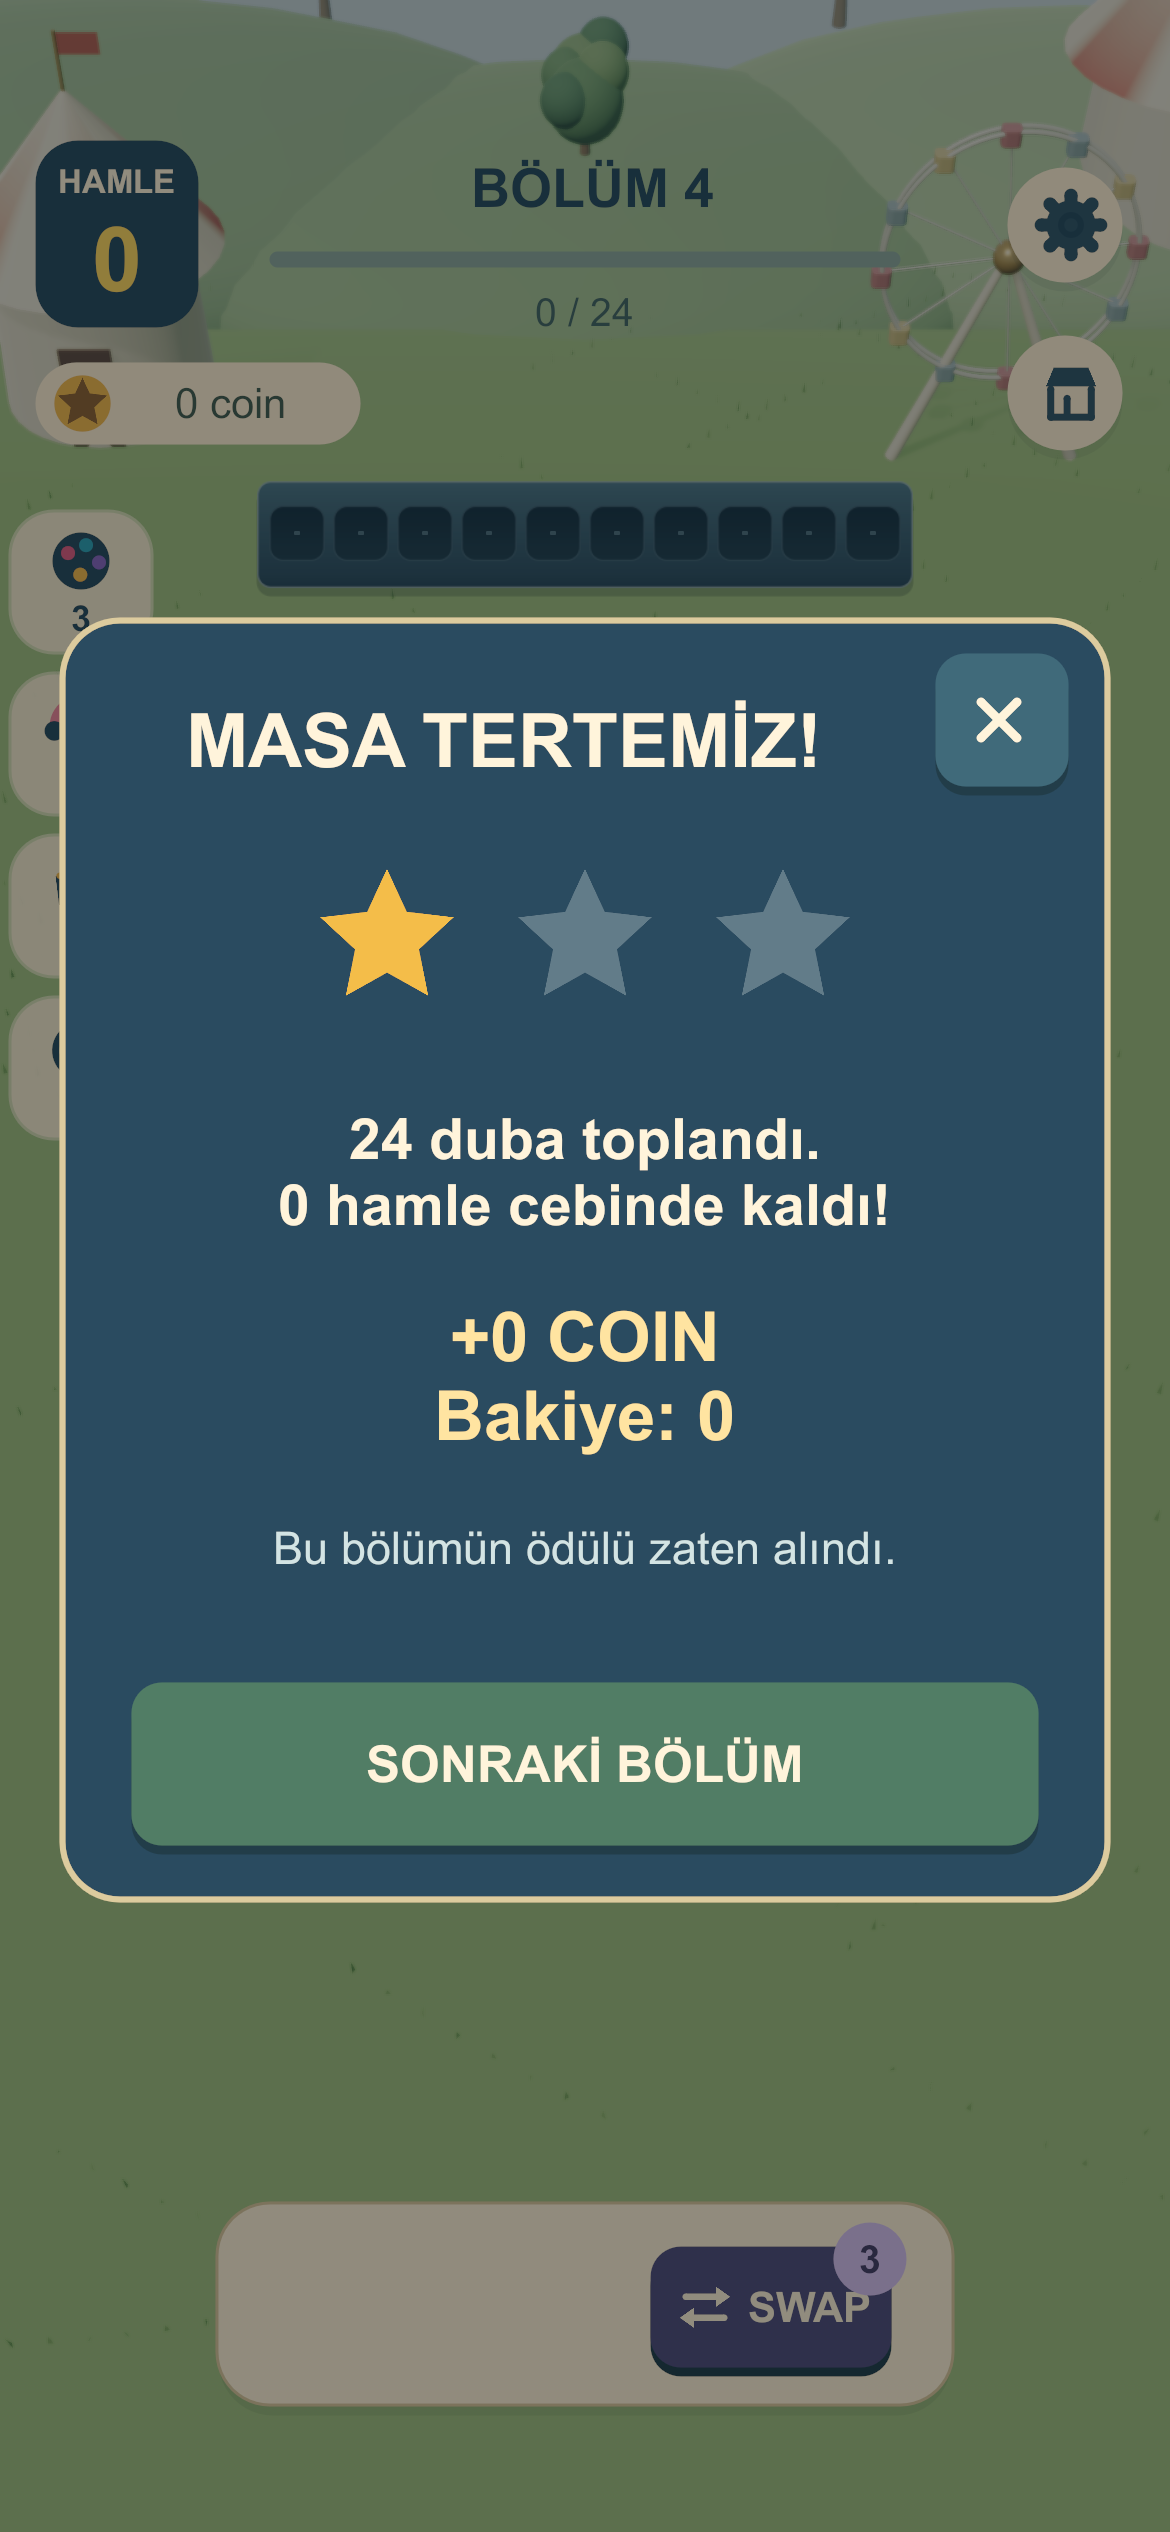 HAMLE
0
BÖLÜM 4
0 / 24
0 coin
3
MASA TERTEMİZ!
24 duba toplandı.
0 hamle cebinde kaldı!
+0 COIN
Bakiye: 0
Bu bölümün ödülü zaten alındı.
SONRAKİ BÖLÜM
3
SWAP